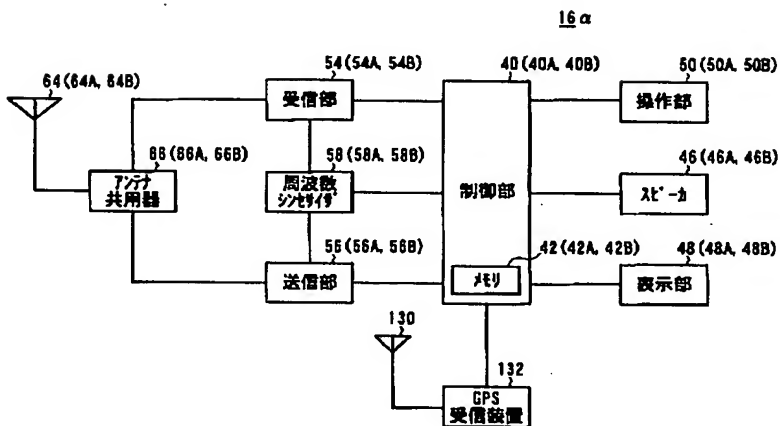 16α
64 (64A, 64B)
54 (54A, 54B)
受信部
40 (40A, 40B)
50 (50A, 50B)
操作部
66 (66A, 66B)
アンテナ
共用器
58 (58A, 58B)
周波数
シンセサイザ
制御部
46 (46A, 46B)
スピーカ
56 (56A, 56B)
送信部
42 (42A, 42B)
メモリ
48 (48A, 48B)
表示部
130
132
GPS
受信装置